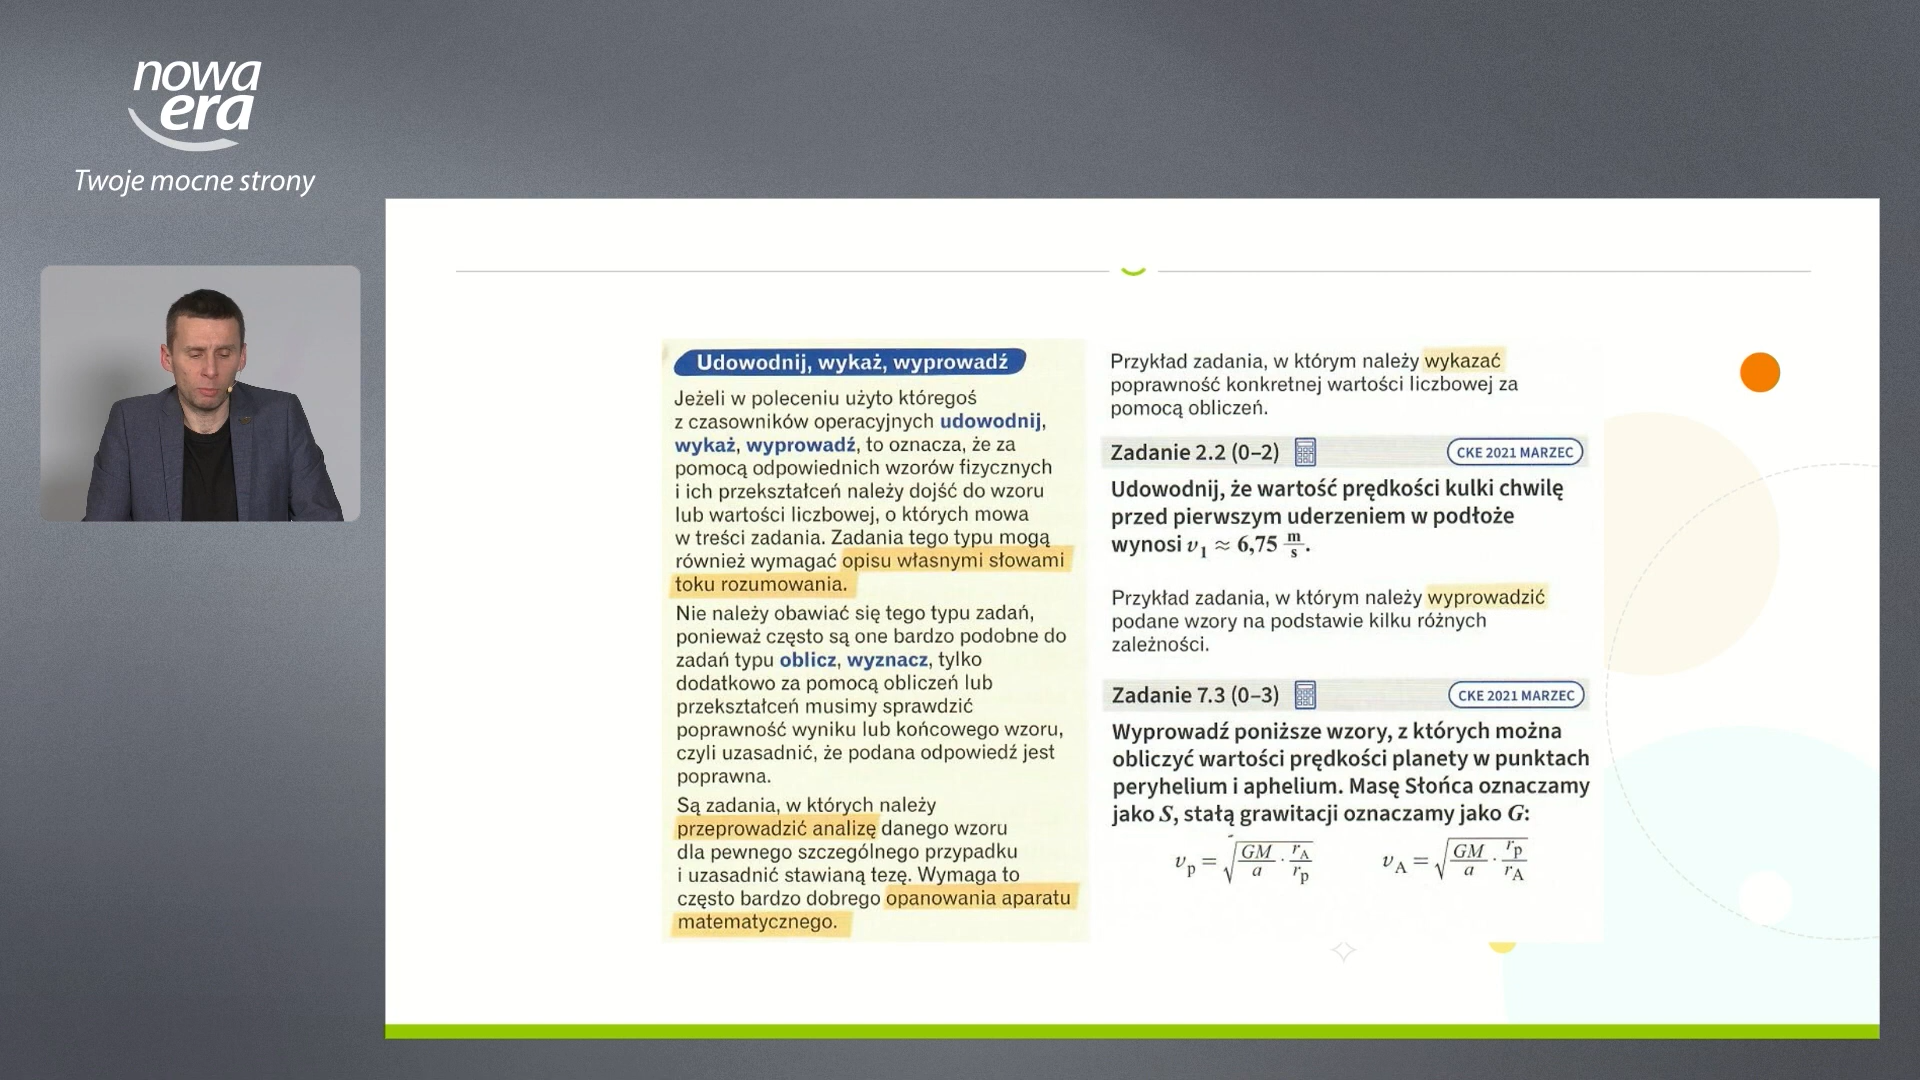 nowa
era
Twoje mocne strony
Udowodnij, wykaż, wyprowadź
Jeżeli w poleceniu użyto któregoś
z czasowników operacyjnych udowodnij,
wykaż, wyprowadź, to oznacza, że za
pomocą odpowiednich wzorów fizycznych
i ich przekształceń należy dojść do wzoru
lub wartości liczbowej, o których mowa
w treści zadania. Zadania tego typu mogą
również wymagać opisu własnymi słowami
toku rozumowania.
Nie należy obawiać się tego typu zadań,
ponieważ często są one bardzo podobne do
zadań typu oblicz, wyznacz, tylko
dodatkowo za pomocą obliczeń lub
przekształceń musimy sprawdzić
poprawność wyniku lub końcowego wzoru,
czyli uzasadnić, że podana odpowiedź jest
poprawna.
Są zadania, w których należy
przeprowadzić analizę danego wzoru
dla pewnego szczególnego przypadku
i uzasadnić stawianą tezę. Wymaga to
często bardzo dobrego opanowania aparatu
matematycznego.
Przykład zadania, w którym należy wykazać
poprawność konkretnej wartości liczbowej za
pomocą obliczeń.
Zadanie 2.2 (0–2) CKE 2021 MARZEC
Udowodnij, że wartość prędkości kulki chwilę
przed pierwszym uderzeniem w podłoże
wynosi v₁ ≈ 6,75 m/s.
Przykład zadania, w którym należy wyprowadzić
podane wzory na podstawie kilku różnych
zależności.
Zadanie 7.3 (0–3) CKE 2021 MARZEC
Wyprowadź poniższe wzory, z których można
obliczyć wartości prędkości planety w punktach
peryhelium i aphelium. Masę Słońca oznaczamy
jako S, stałą grawitacji oznaczamy jako G:
v_p = √(GM/a · r_A/r_p) v_A = √(GM/a · r_p/r_A)